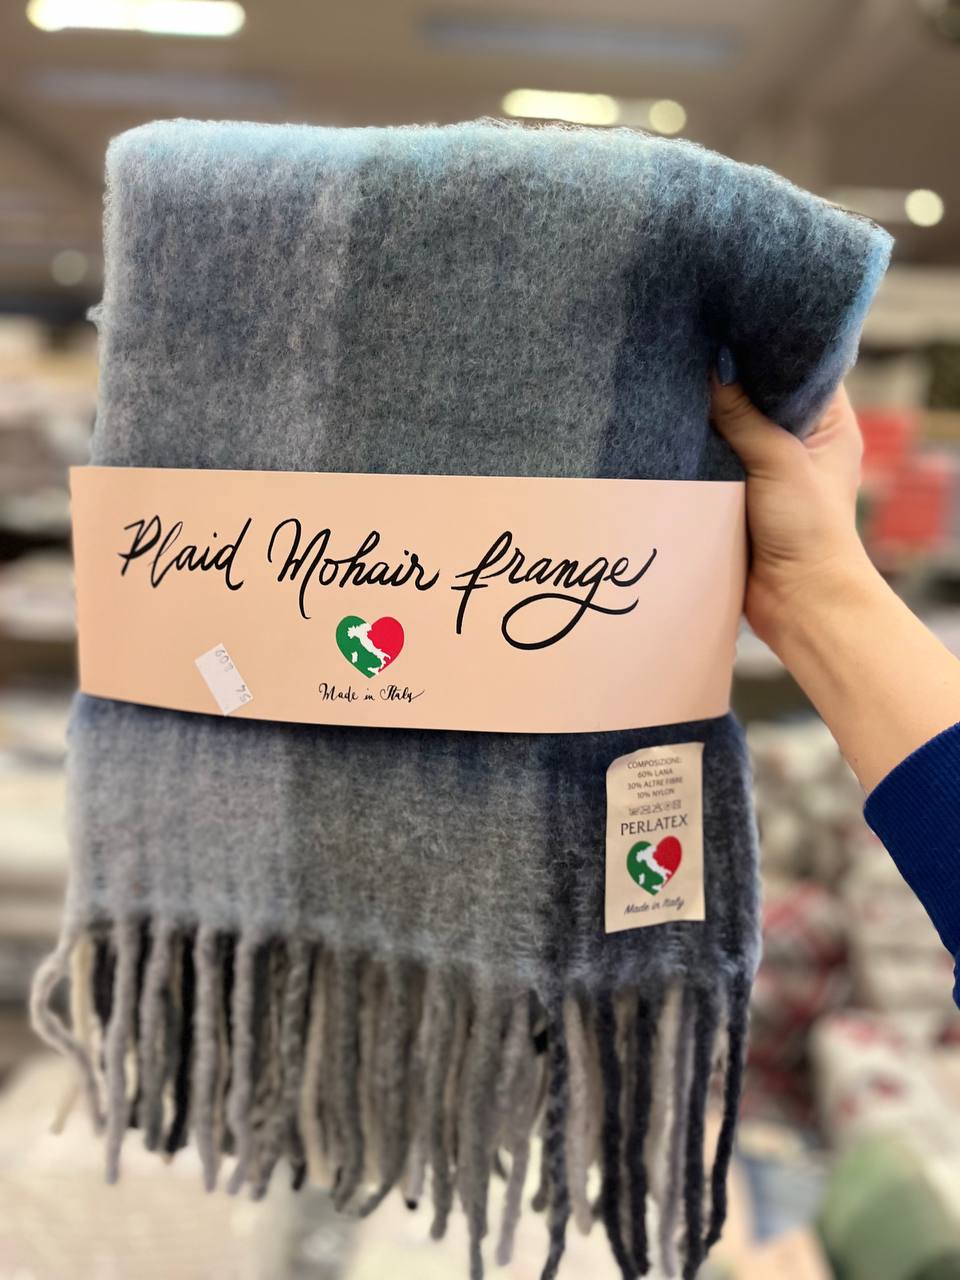 Plaid Mohair frange
Made in Italy
COMPOSIZIONE:
60% LANA
30% ALTRE FIBRE
10% NYLON
PERLATEX
Made in Italy